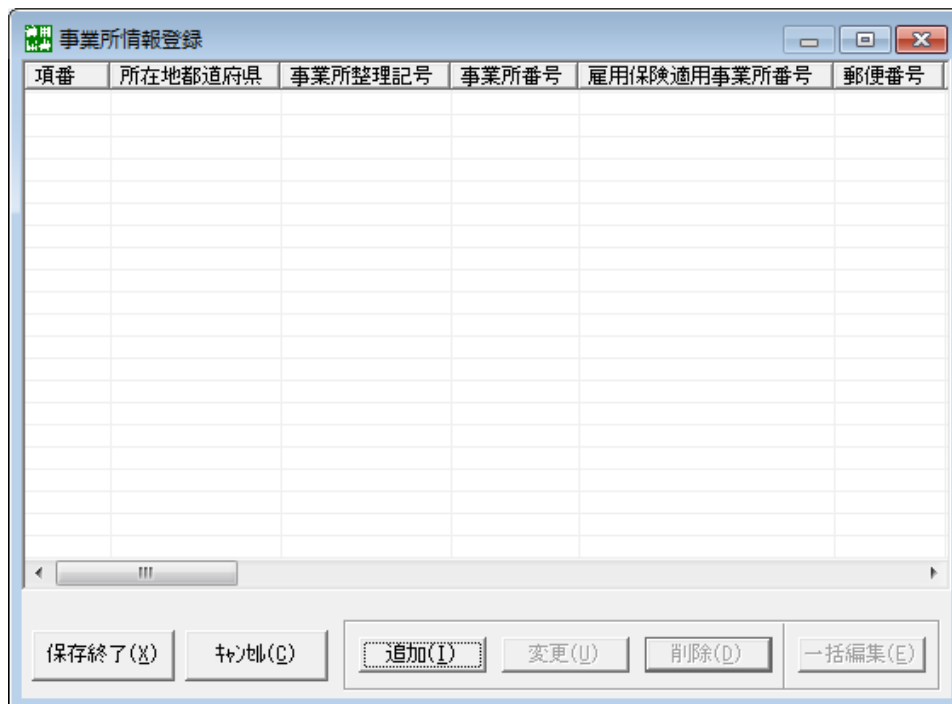 事業所情報登録
項番 所在地都道府県 事業所整理記号 事業所番号 雇用保険適用事業所番号 郵便番号
保存終了(X) ｷｬﾝｾﾙ(C) 追加(I) 変更(U) 削除(D) 一括編集(E)